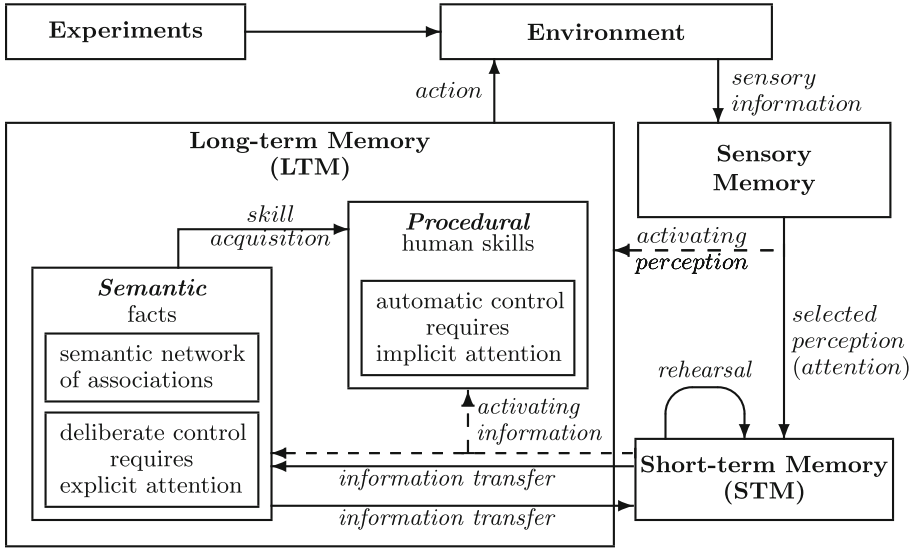 Experiments
Environment
action
sensory
information
Long-term Memory
(LTM)
Sensory
Memory
skill
acquisition
Procedural
human skills
activating
perception
Semantic
facts
automatic control
requires
implicit attention
semantic network
of associations
selected
perception
(attention)
rehearsal
activating
information
deliberate control
requires
explicit attention
information transfer
Short-term Memory
(STM)
information transfer